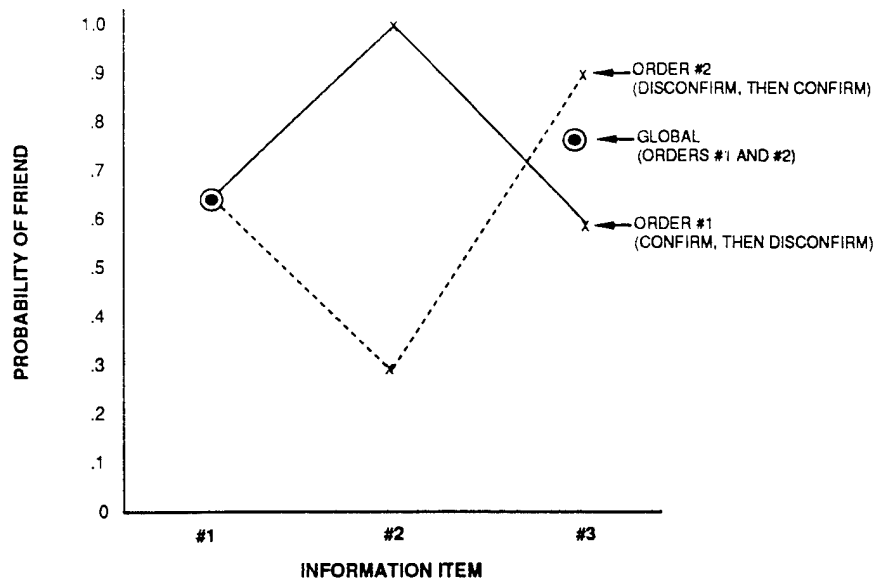 1.0
.9
.8
.7
.6
.5
.4
.3
.2
.1
0
PROBABILITY OF FRIEND
ORDER #2
(DISCONFIRM, THEN CONFIRM)
GLOBAL
(ORDERS #1 AND #2)
ORDER #1
(CONFIRM, THEN DISCONFIRM)
#1 #2 #3
INFORMATION ITEM